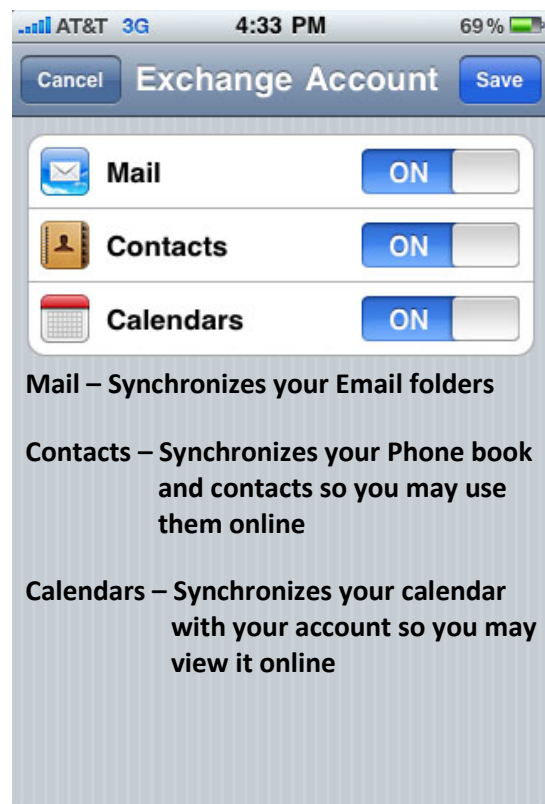 AT&T 3G 4:33 PM 69%
Cancel Exchange Account Save
Mail ON
Contacts ON
Calendars ON
Mail – Synchronizes your Email folders
Contacts – Synchronizes your Phone book
and contacts so you may use
them online
Calendars – Synchronizes your calendar
with your account so you may
view it online